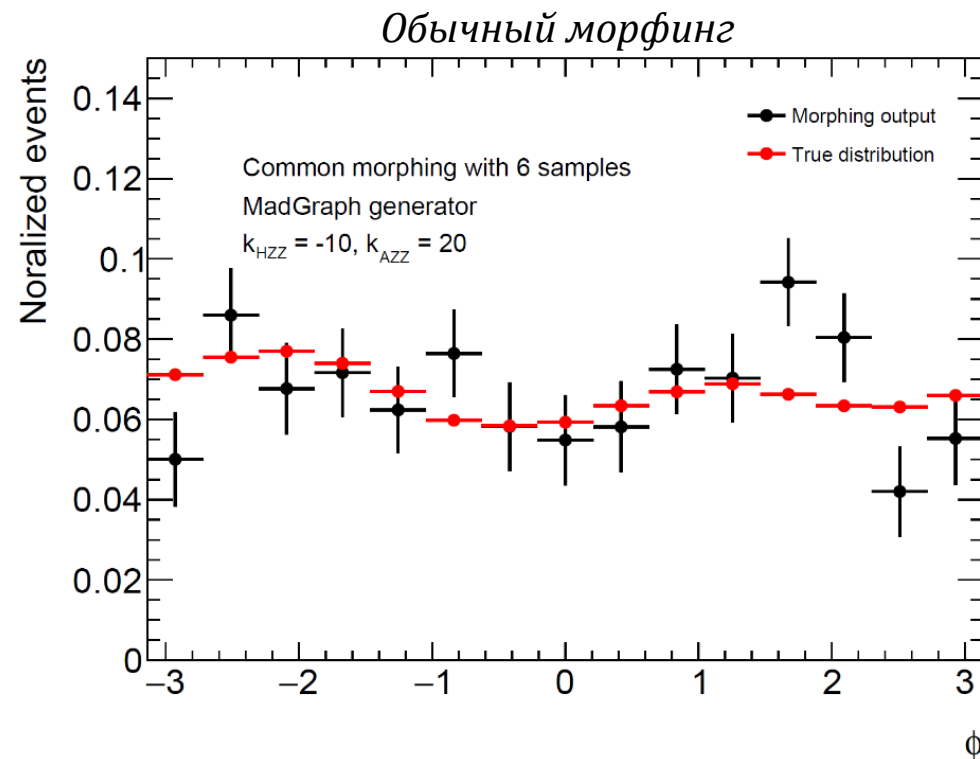 Обычный морфинг
Noralized events
0.14
0.12
0.1
0.08
0.06
0.04
0.02
0
Morphing output
True distribution
Common morphing with 6 samples
MadGraph generator
k_HZZ = -10, k_AZZ = 20
−3 −2 −1 0 1 2 3
ϕ